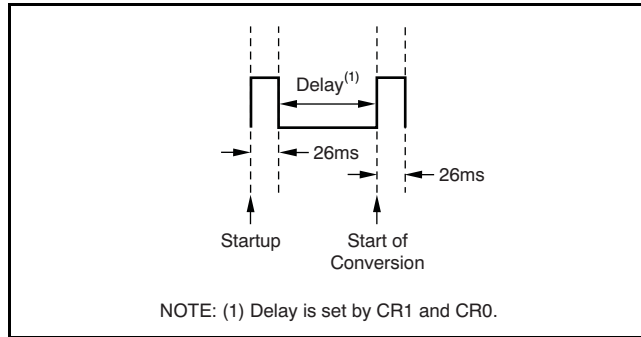 Delay(1)
26ms
26ms
Startup
Start of
Conversion
NOTE: (1) Delay is set by CR1 and CR0.